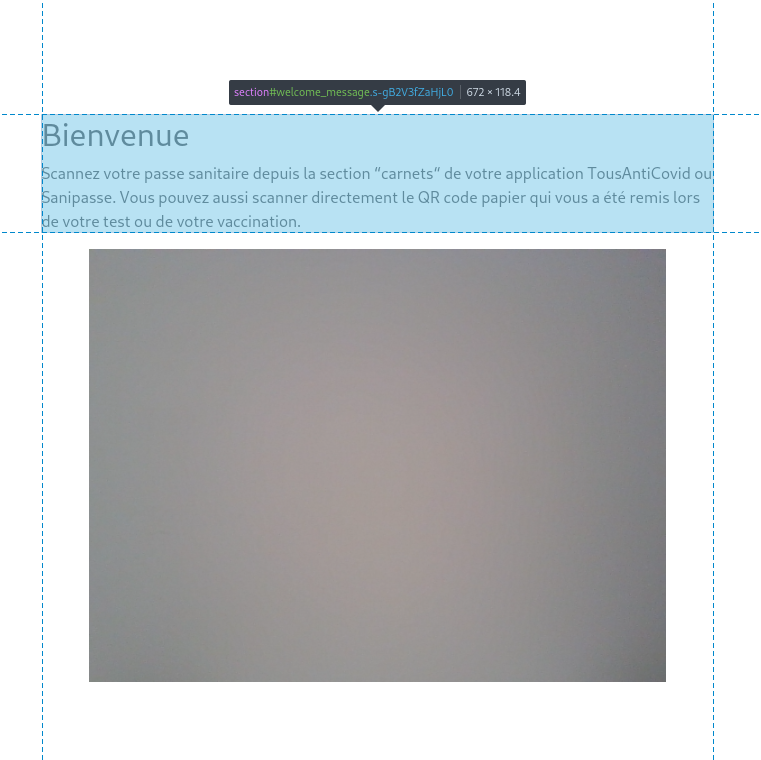 section#welcome_message.s-gB2V3fZaHjL0 672 × 118.4
Bienvenue
Scannez votre passe sanitaire depuis la section "carnets" de votre application TousAntiCovid ou
Sanipasse. Vous pouvez aussi scanner directement le QR code papier qui vous a été remis lors
de votre test ou de votre vaccination.